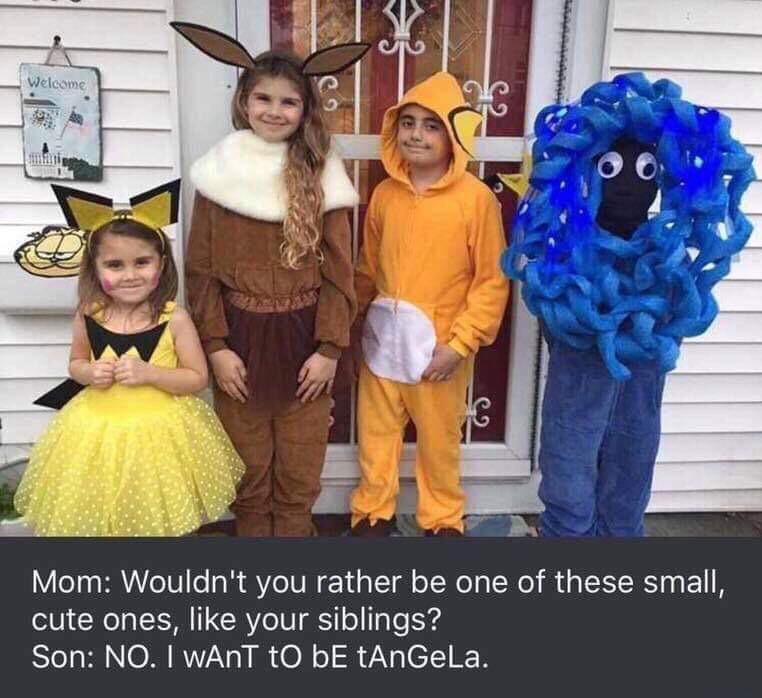 Welcome
Mom: Wouldn't you rather be one of these small,
cute ones, like your siblings?
Son: NO. I wAnT tO bE tAnGeLa.